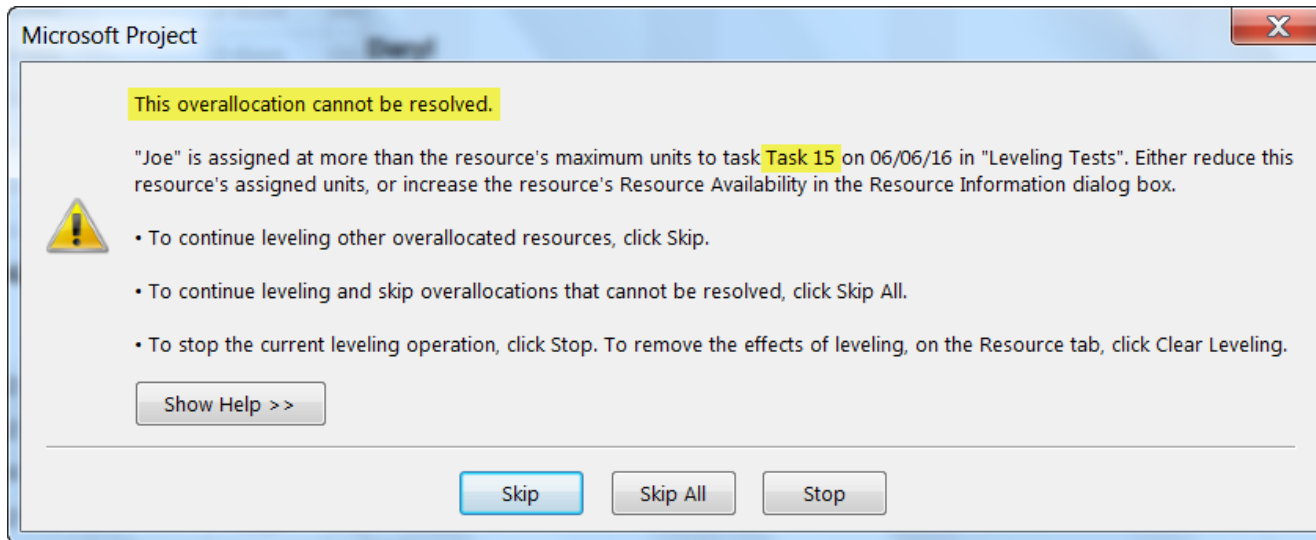 Microsoft Project
Daryl
This overallocation cannot be resolved.
"Joe" is assigned at more than the resource's maximum units to task Task 15 on 06/06/16 in "Leveling Tests". Either reduce this
resource's assigned units, or increase the resource's Resource Availability in the Resource Information dialog box.
• To continue leveling other overallocated resources, click Skip.
• To continue leveling and skip overallocations that cannot be resolved, click Skip All.
• To stop the current leveling operation, click Stop. To remove the effects of leveling, on the Resource tab, click Clear Leveling.
Show Help >>
Skip Skip All Stop